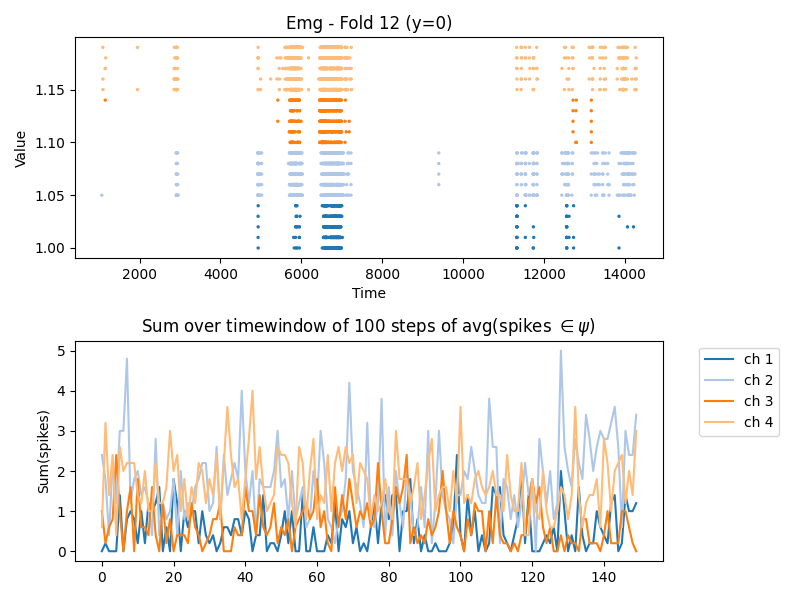 Emg - Fold 12 (y=0)
1.15
1.10
1.05
1.00
Value
2000 4000 6000 8000 10000 12000 14000
Time
Sum over timewindow of 100 steps of avg(spikes ∈ ψ)
5
4
3
2
1
0
Sum(spikes)
0 20 40 60 80 100 120 140
ch 1
ch 2
ch 3
ch 4